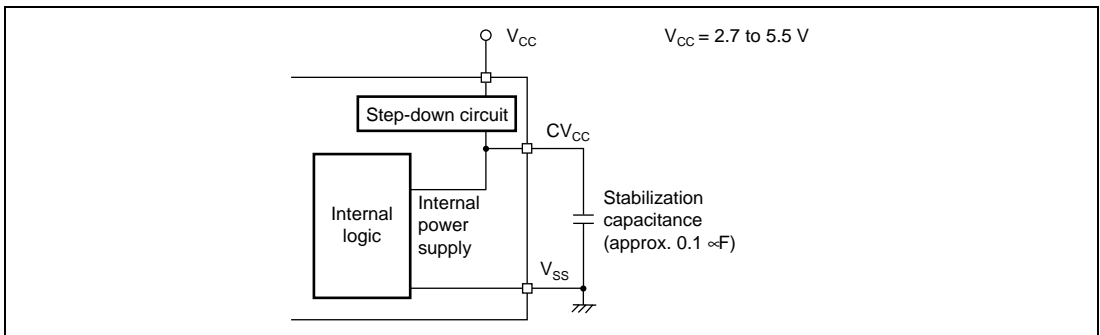 V_CC
V_CC = 2.7 to 5.5 V
Step-down circuit
CV_CC
Internal
logic
Internal
power
supply
Stabilization
capacitance
(approx. 0.1 ∝F)
V_SS